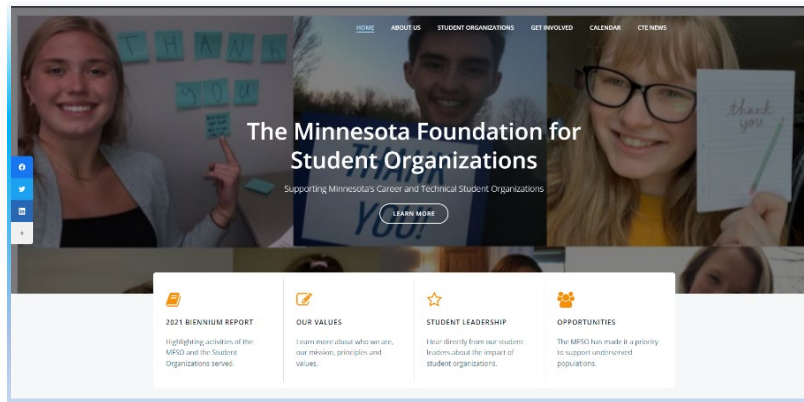 HOME ABOUT US STUDENT ORGANIZATIONS GET INVOLVED CALENDAR CTE NEWS
THANK
YOU
thank
you
The Minnesota Foundation for
Student Organizations
THANK
Supporting Minnesota's Career and Technical Student Organizations
LEARN MORE
YOU!
2021 BIENNIUM REPORT
Highlighting activities of the
MFSO and the Student
Organizations served.
OUR VALUES
Learn more about who we are,
our mission, principles and
values.
STUDENT LEADERSHIP
Hear directly from our student
leaders about the impact of
student organizations.
OPPORTUNITIES
The MFSO has made it a priority
to support underserved
populations.